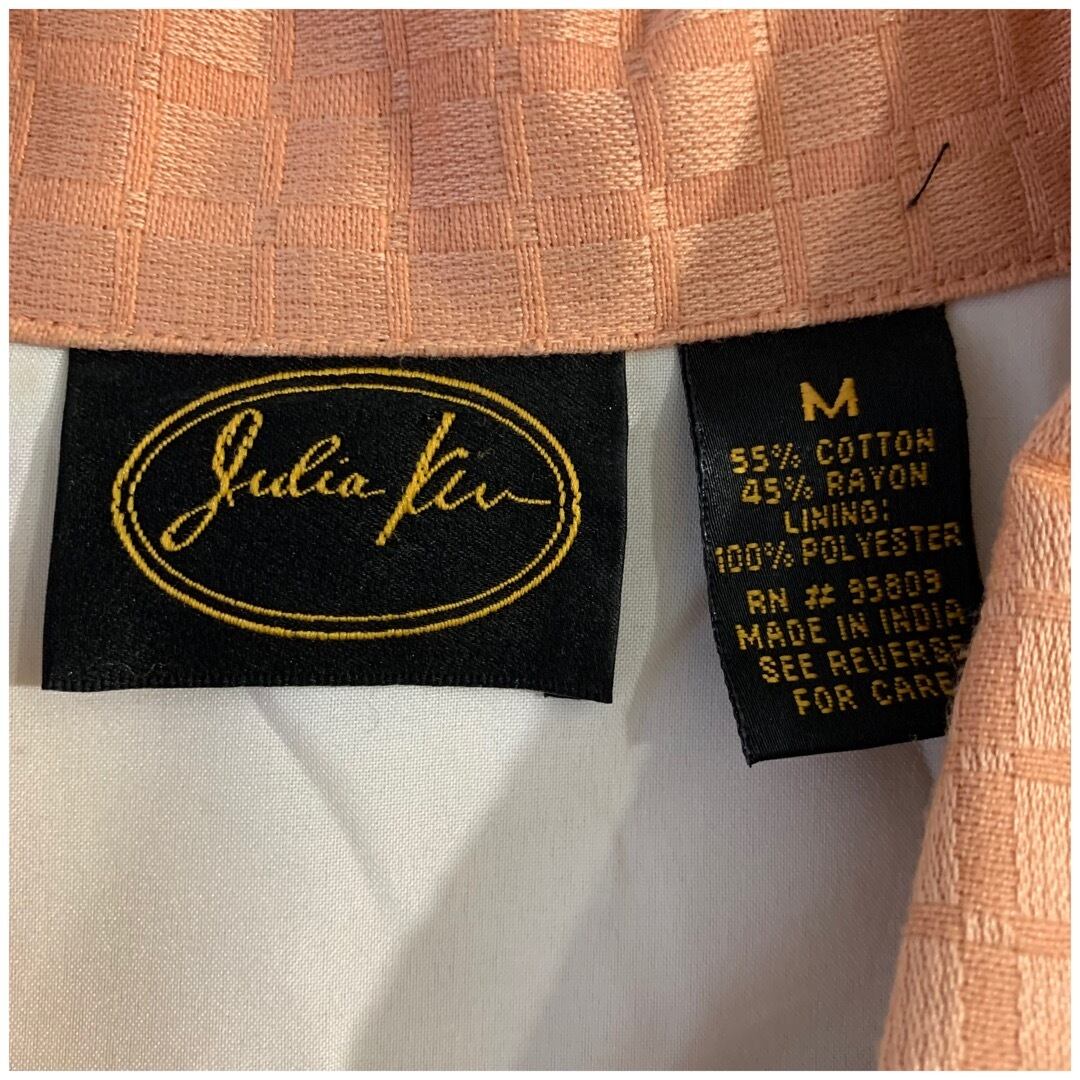 Julia Kim
M
55% COTTON
45% RAYON
LINING:
100% POLYESTER
RN # 95809
MADE IN INDIA
SEE REVERSE
FOR CARE